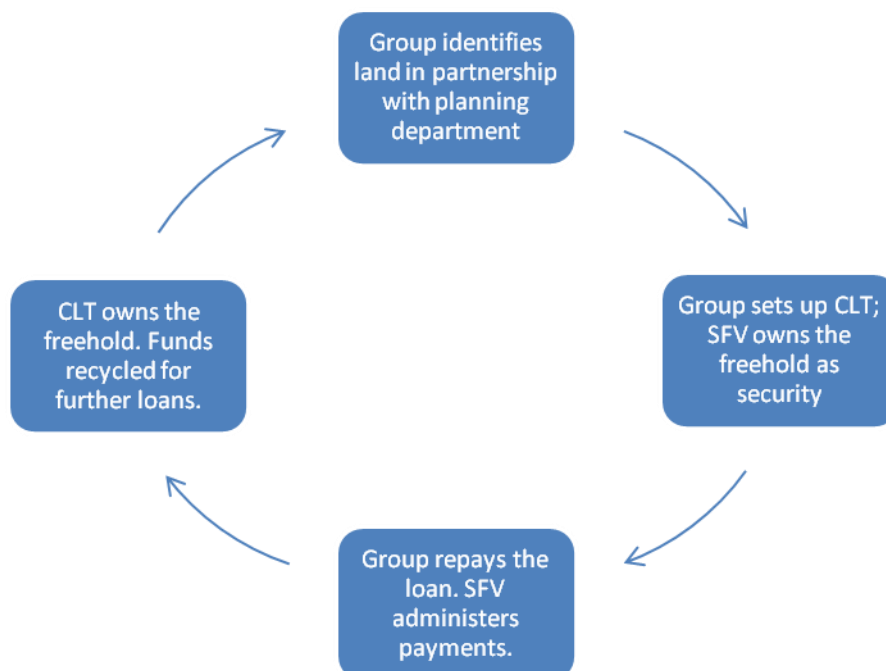 Group identifies
land in partnership
with planning
department
Group sets up CLT;
SFV owns the
freehold as
security
Group repays the
loan. SFV
administers
payments.
CLT owns the
freehold. Funds
recycled for
further loans.